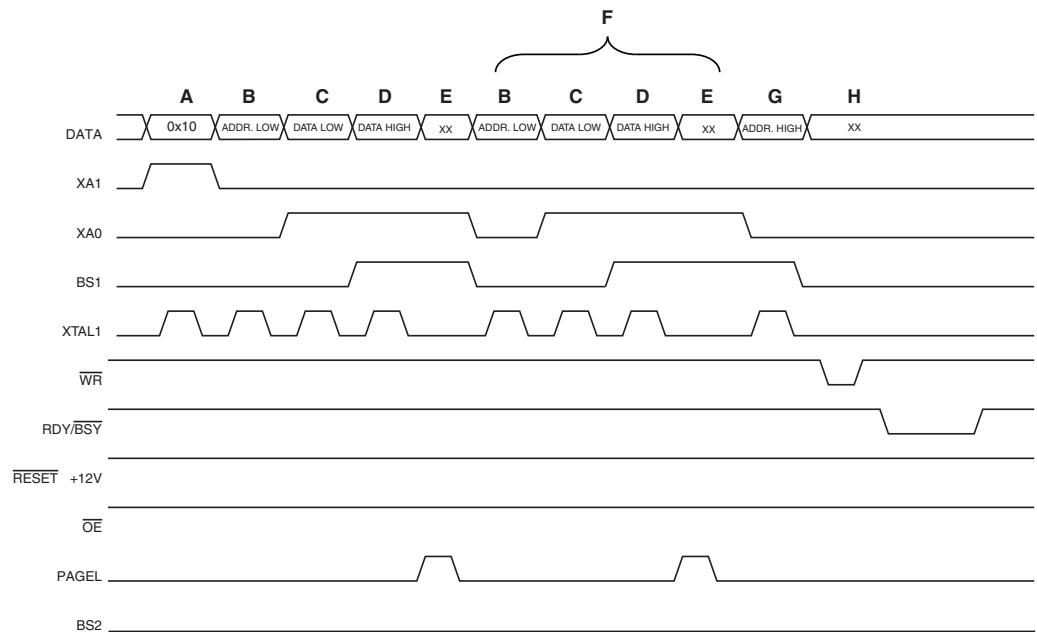 F
A B C D E B C D E G H
DATA 0x10 ADDR. LOW DATA LOW DATA HIGH XX ADDR. LOW DATA LOW DATA HIGH XX ADDR. HIGH XX
XA1
XA0
BS1
XTAL1
WR
RDY/BSY
RESET +12V
OE
PAGEL
BS2